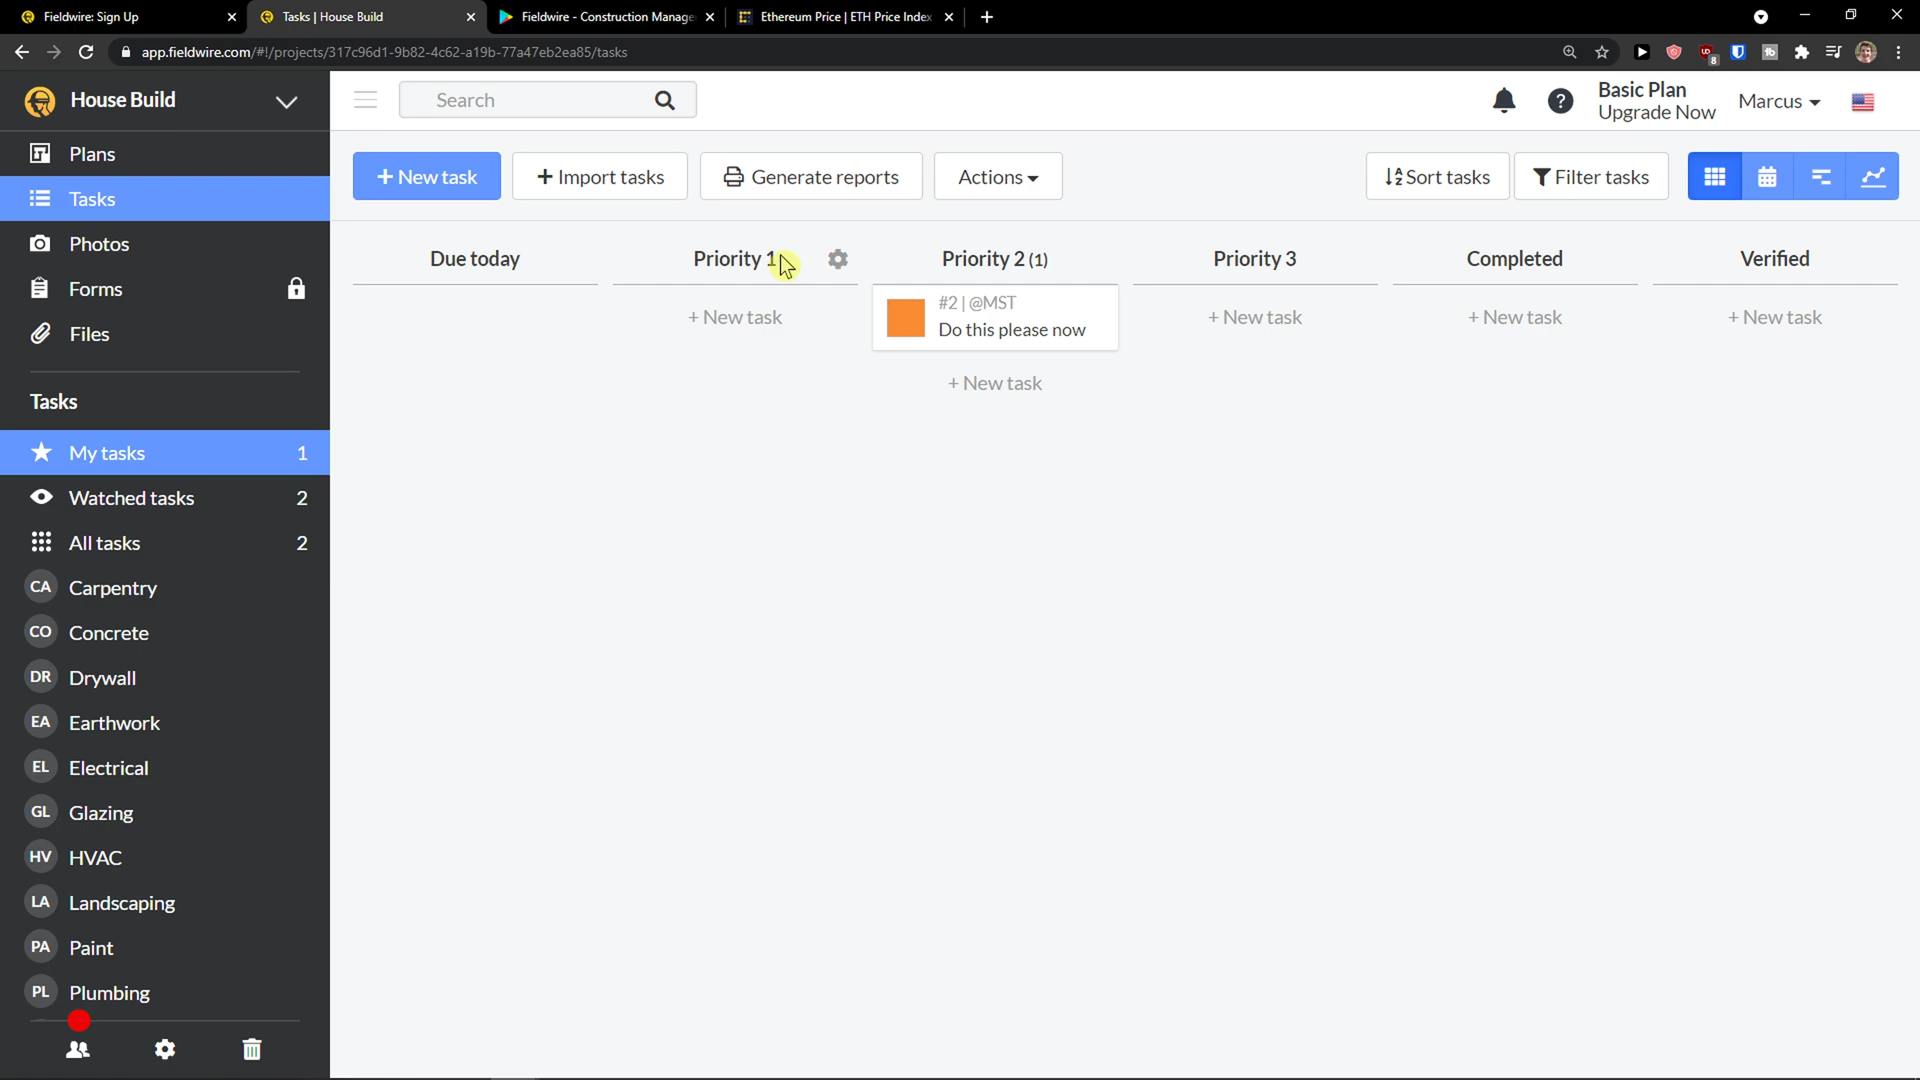 Fieldwire: Sign Up
Tasks | House Build
Fieldwire - Construction Manage
Ethereum Price | ETH Price Index
app.fieldwire.com/#!/projects/317c96d1-9b82-4c62-a19b-77a47eb2ea85/tasks
8
House Build
Search
Basic Plan
Upgrade Now
Marcus
Plans
Tasks
Photos
Forms
Files
+ New task
+ Import tasks
Generate reports
Actions
Sort tasks
Filter tasks
Due today
Priority 1
Priority 2 (1)
Priority 3
Completed
Verified
+ New task
#2 | @MST
Do this please now
+ New task
+ New task
+ New task
+ New task
Tasks
My tasks 1
Watched tasks 2
All tasks 2
CA Carpentry
CO Concrete
DR Drywall
EA Earthwork
EL Electrical
GL Glazing
HV HVAC
LA Landscaping
PA Paint
PL Plumbing